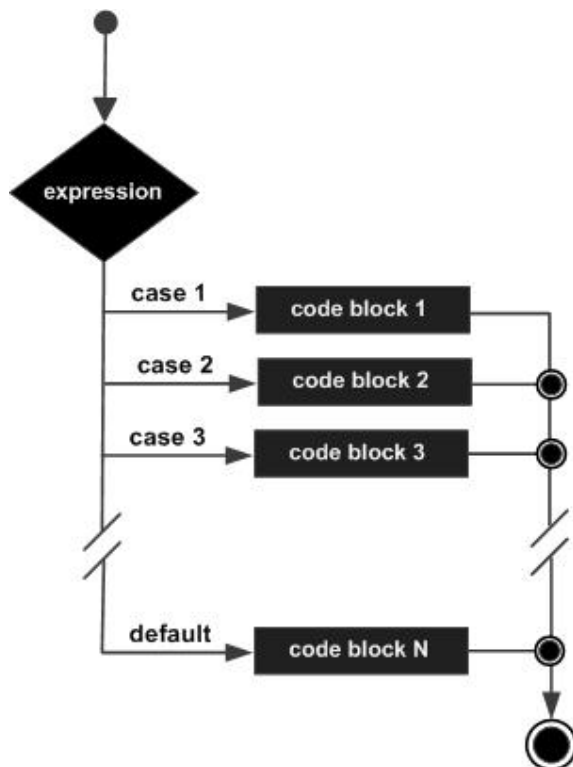 expression
case 1
code block 1
case 2
code block 2
case 3
code block 3
default
code block N